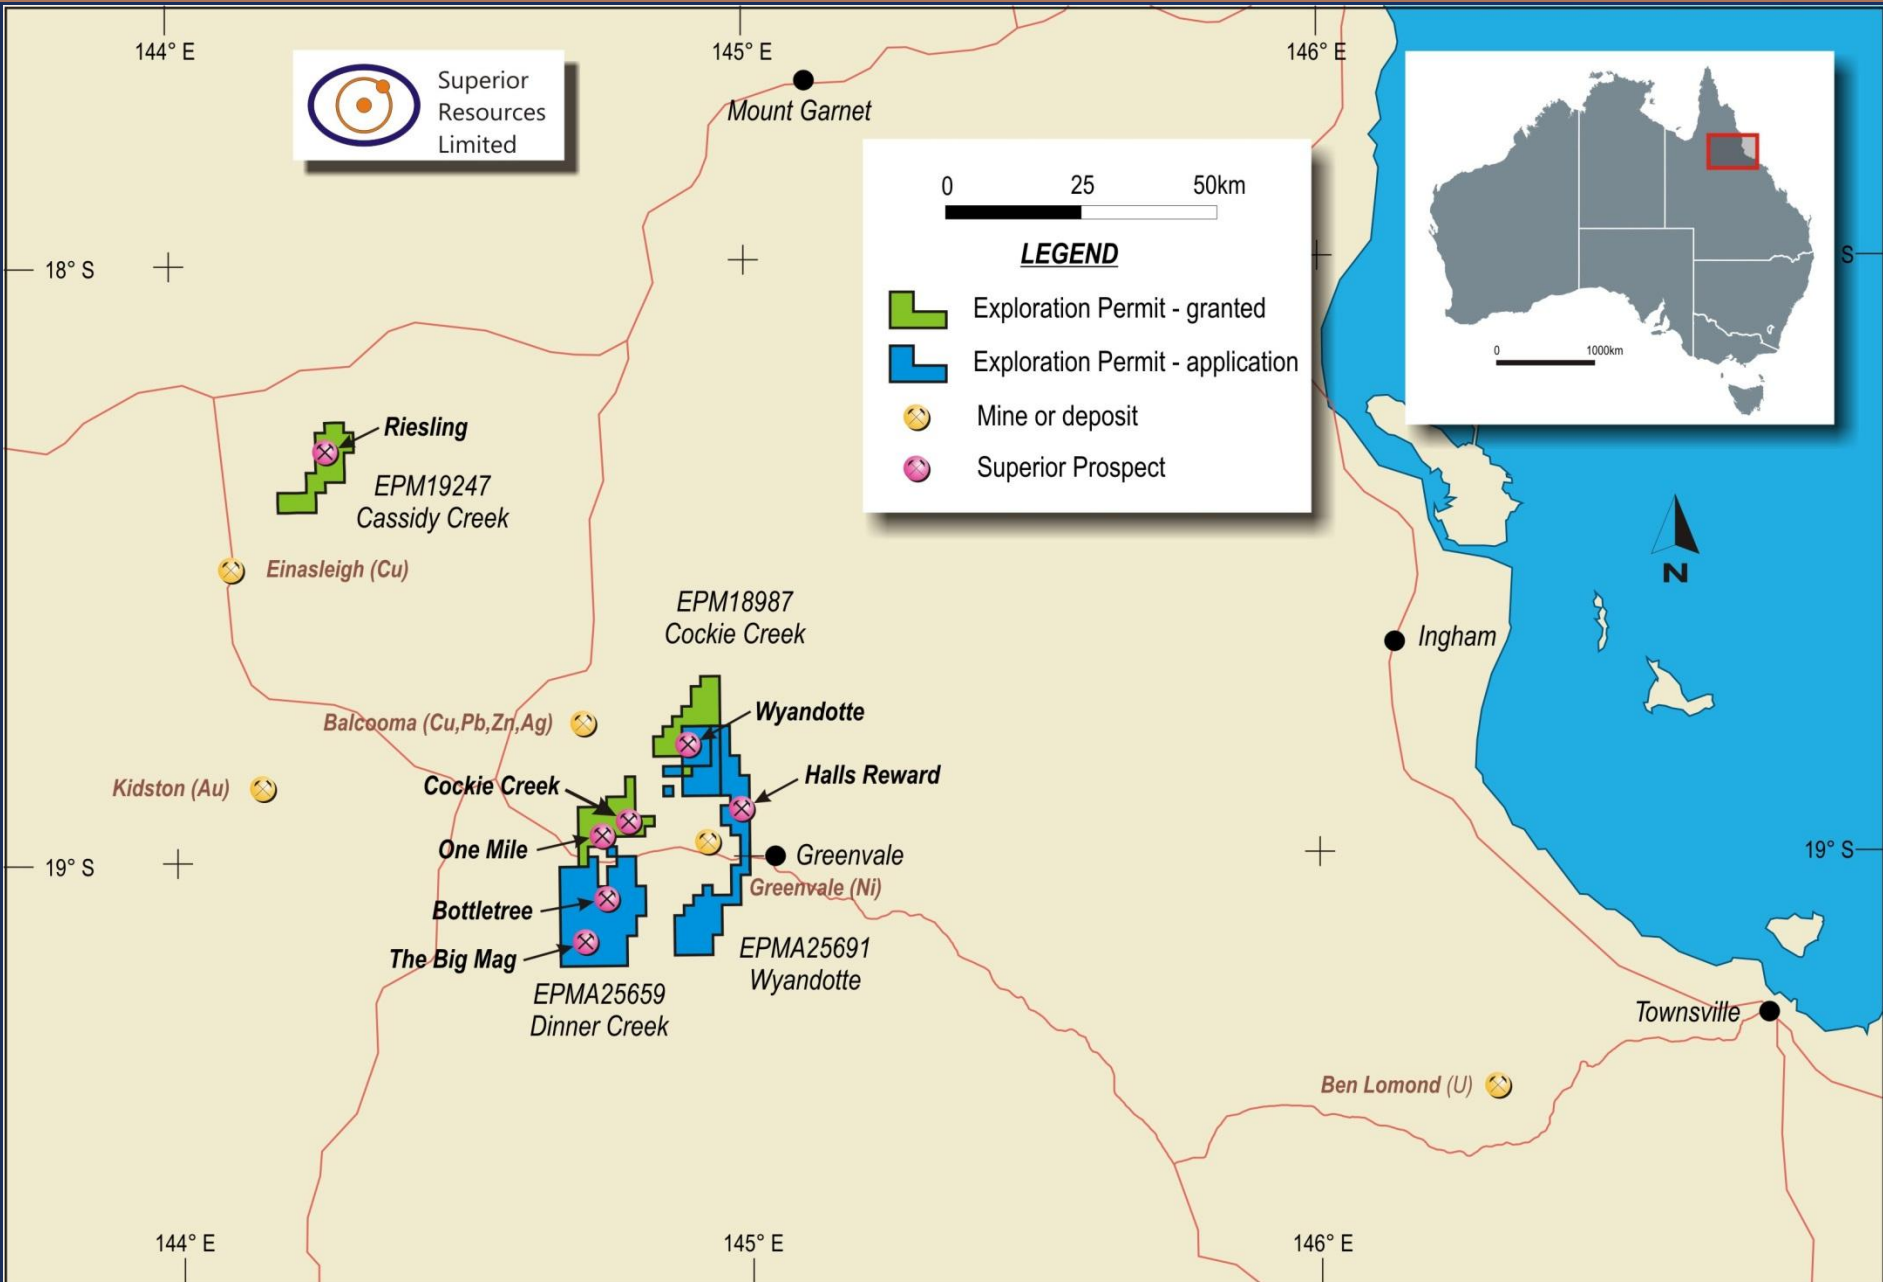 144° E
145° E
146° E
Superior
Resources
Limited
Mount Garnet
0 25 50km
LEGEND
Exploration Permit - granted
Exploration Permit - application
Mine or deposit
Superior Prospect
0 1000km
18° S
S
Riesling
EPM19247
Cassidy Creek
Einasleigh (Cu)
N
EPM18987
Cockie Creek
Ingham
Wyandotte
Balcooma (Cu,Pb,Zn,Ag)
Halls Reward
Kidston (Au)
Cockie Creek
One Mile
Greenvale
19° S
19° S
Greenvale (Ni)
Bottletree
The Big Mag
EPMA25691
Wyandotte
EPMA25659
Dinner Creek
Townsville
Ben Lomond (U)
144° E
145° E
146° E